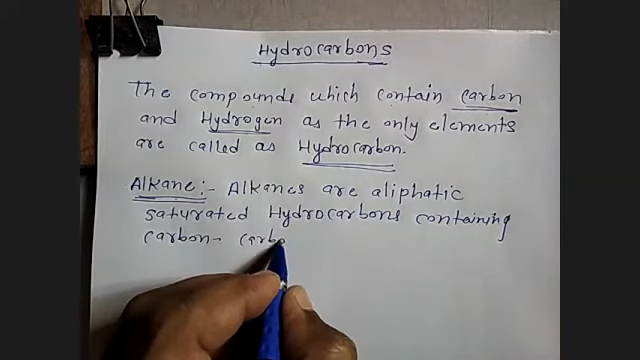 Hydrocarbons
The compounds which contain carbon
and Hydrogen as the only elements
are called as Hydrocarbon.
Alkane:- Alkanes are aliphatic
saturated Hydrocarbons containing
carbon- carbo